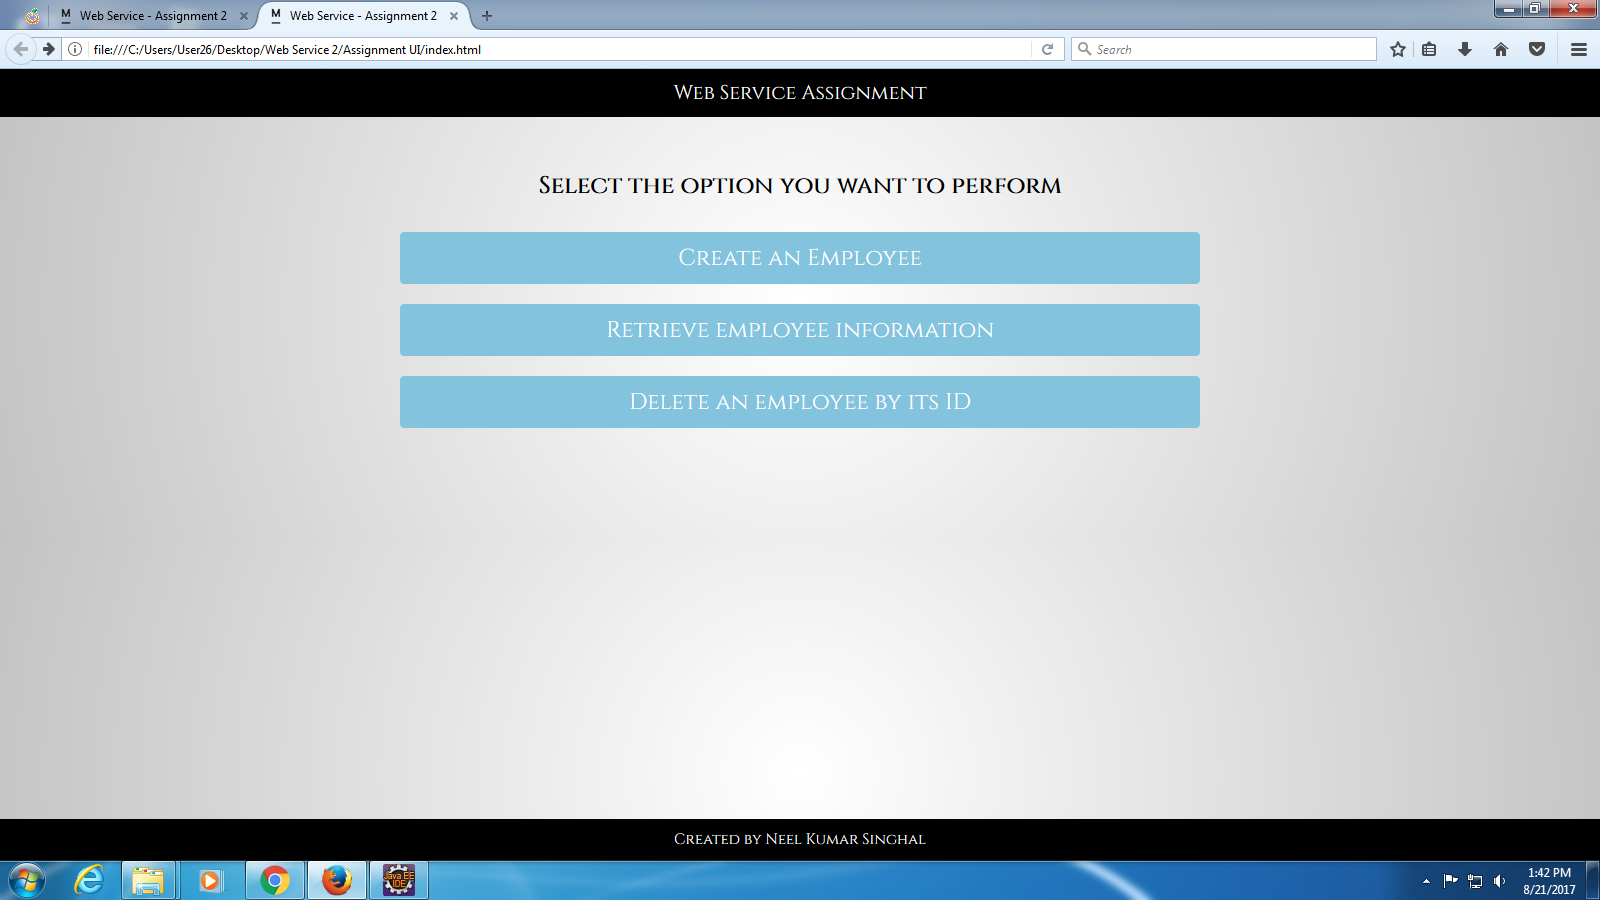 M Web Service - Assignment 2
M Web Service - Assignment 2
file:///C:/Users/User26/Desktop/Web Service 2/Assignment UI/index.html
Search
Web Service Assignment
Select the option you want to perform
Create an Employee
Retrieve employee information
Delete an employee by its ID
Created by Neel Kumar Singhal
Java EE
IDE
1:42 PM
8/21/2017